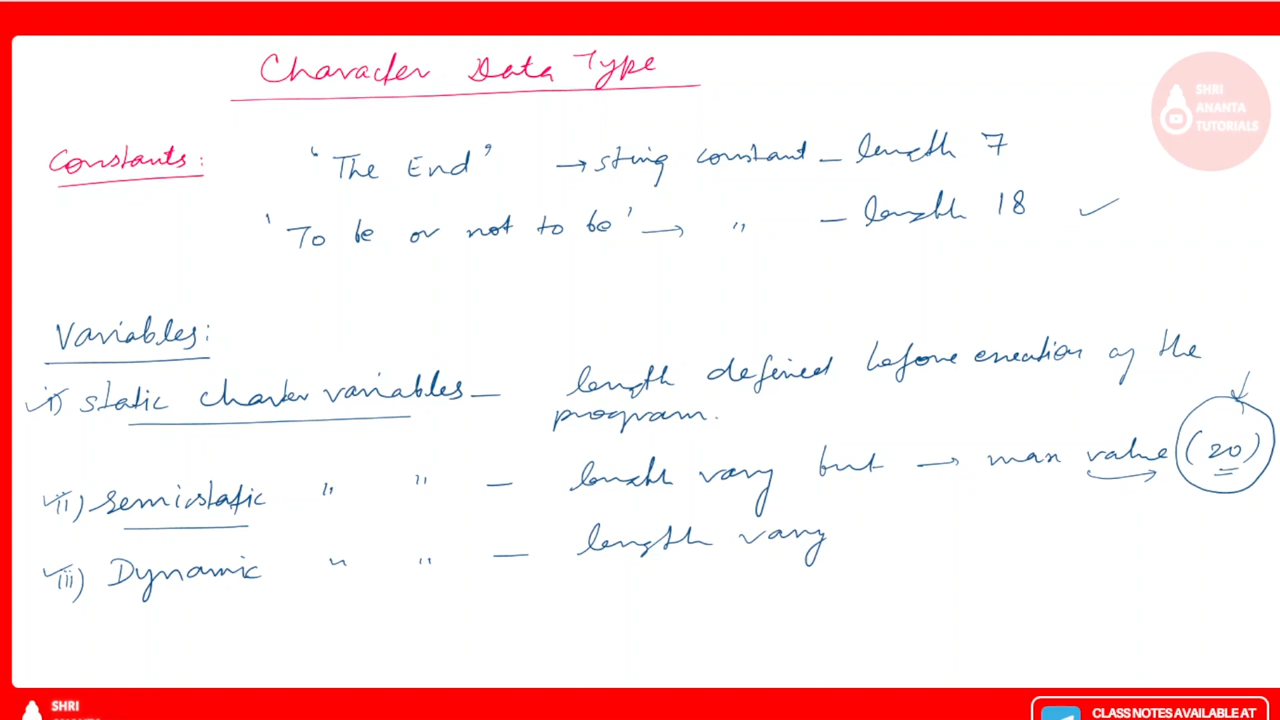 Character Data Type
SHRI
ANANTA
TUTORIALS
Constants:
'The End' → string constant – length 7
'To be or not to be' → " – length 18 ✓
Variables:
i) static charter variables – length defined before execution of the
program.
ii) semistatic " " – length vary but → max value (20)
iii) Dynamic " " – length vary
SHRI
CLASS NOTES AVAILABLE AT